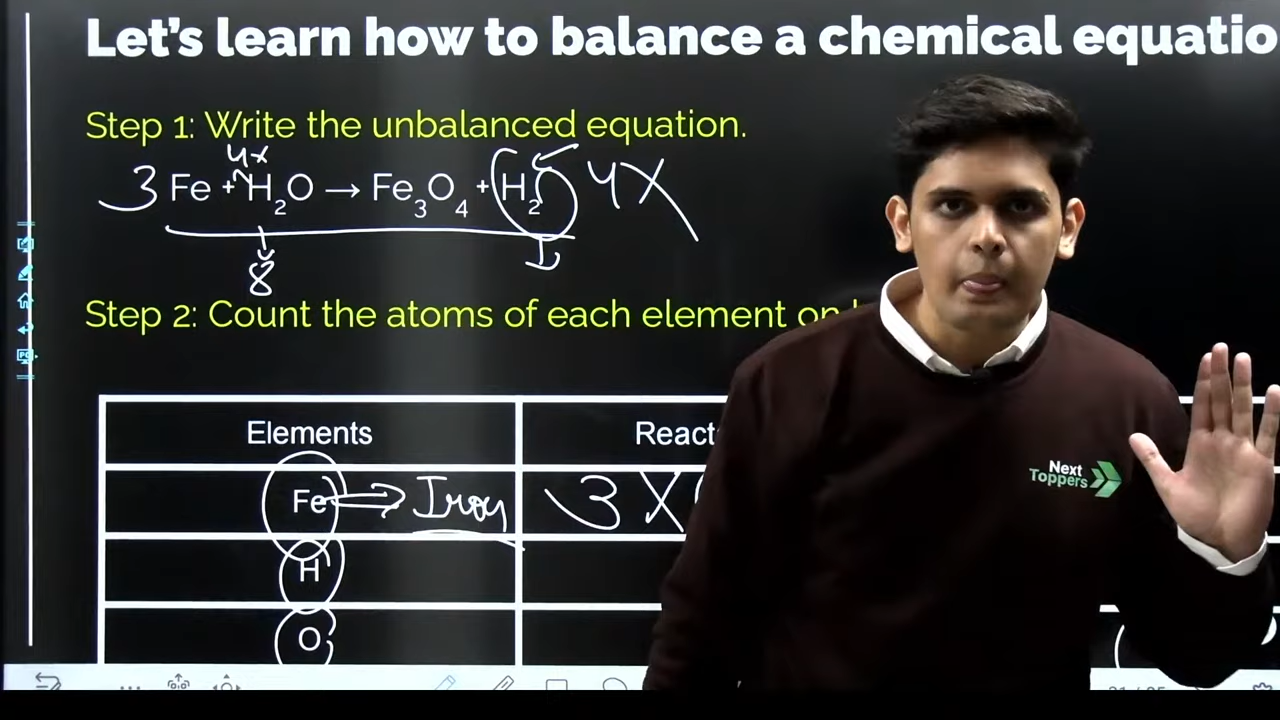 Let's learn how to balance a chemical equatio
Step 1: Write the unbalanced equation.
4x
3 Fe + H₂O → Fe₃O₄ + H₂ 4X
8
Step 2: Count the atoms of each element on
Elements React
Fe Iron 3 X
H
O
Next
Toppers